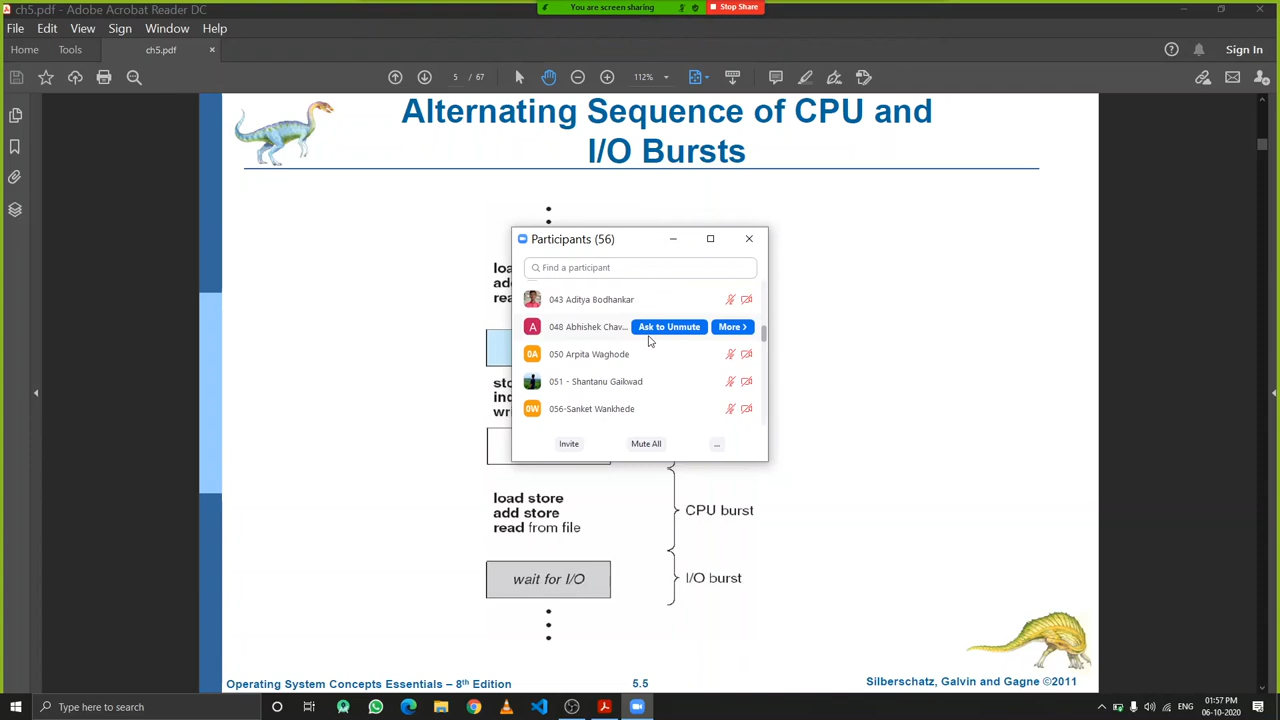 ch5.pdf - Adobe Acrobat Reader DC
You are screen sharing
Stop Share
File Edit View Sign Window Help
Home Tools ch5.pdf Sign In
5 / 67 112%
Alternating Sequence of CPU and
I/O Bursts
Participants (56)
Find a participant
043 Aditya Bodhankar
A 048 Abhishek Chav... Ask to Unmute More
0A 050 Arpita Waghode
051 - Shantanu Gaikwad
0W 056-Sanket Wankhede
Invite Mute All ...
load store
add store
read from file
CPU burst
wait for I/O
I/O burst
Operating System Concepts Essentials – 8th Edition
5.5
Silberschatz, Galvin and Gagne ©2011
Type here to search
ENG
01:57 PM
06-10-2020